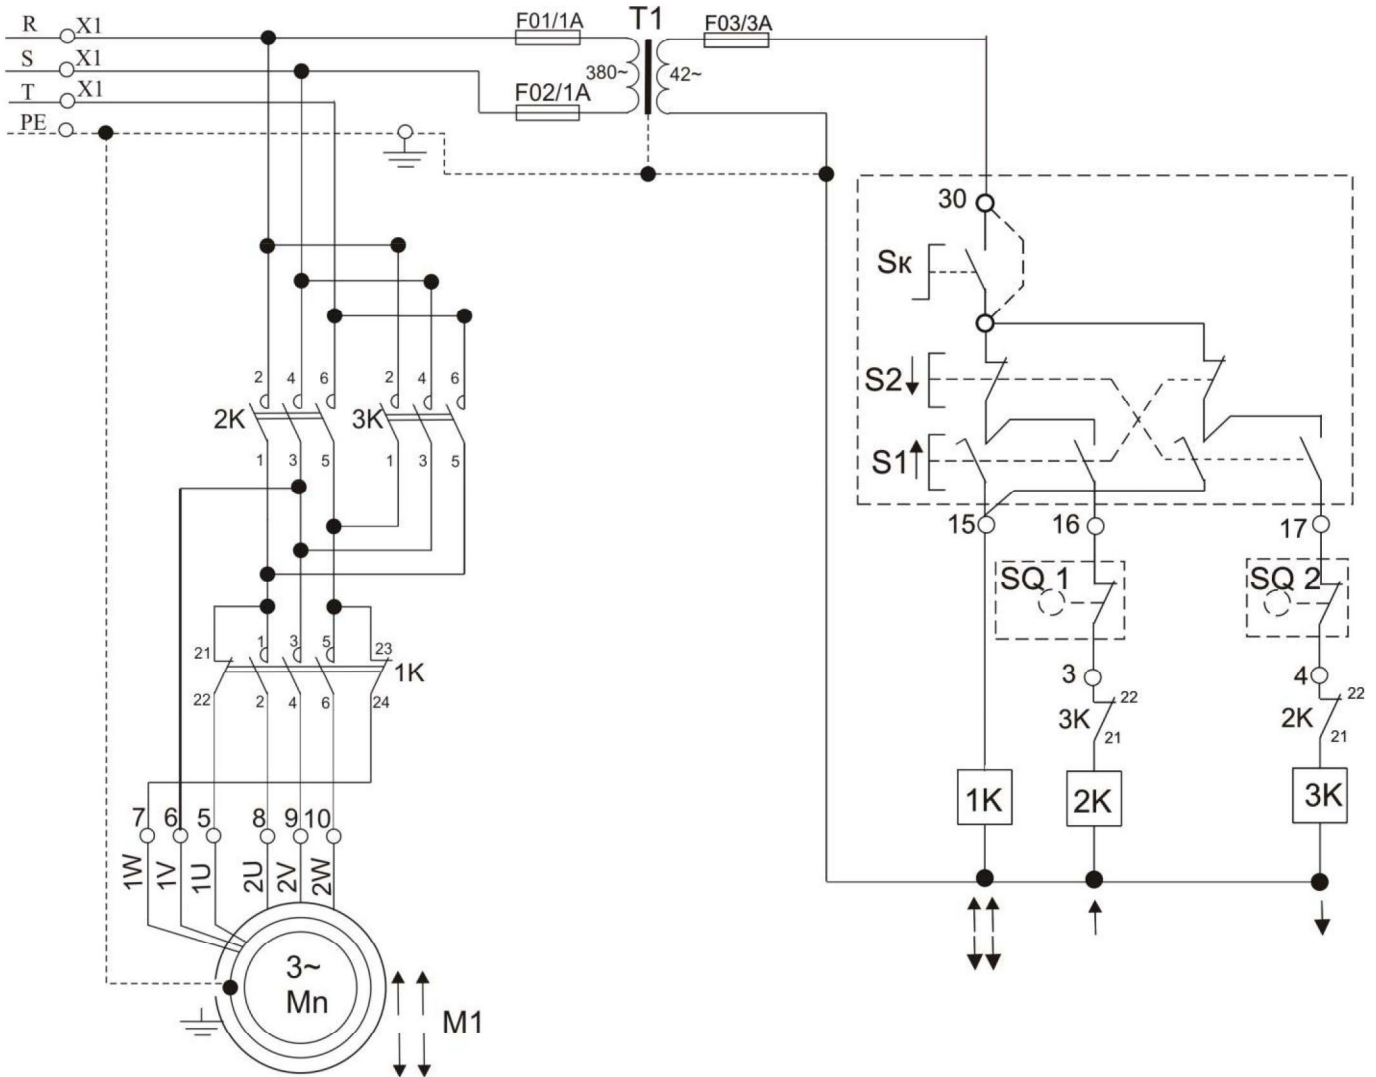 R X1 F01/1A T1 F03/3A
S X1 380~ 42~
T X1 F02/1A
PE
30
Sк
2 4 6 2 4 6
S2
2K 3K
1 3 5 1 3 5
S1
15 16 17
SQ 1 SQ 2
21 1 3 5 23
1K
22 2 4 6 24
3 4
3K 22 21
2K 22 21
1K 2K 3K
7 6 5 8 9 10
1W 1V 1U 2U 2V 2W
3~
Mn
M1